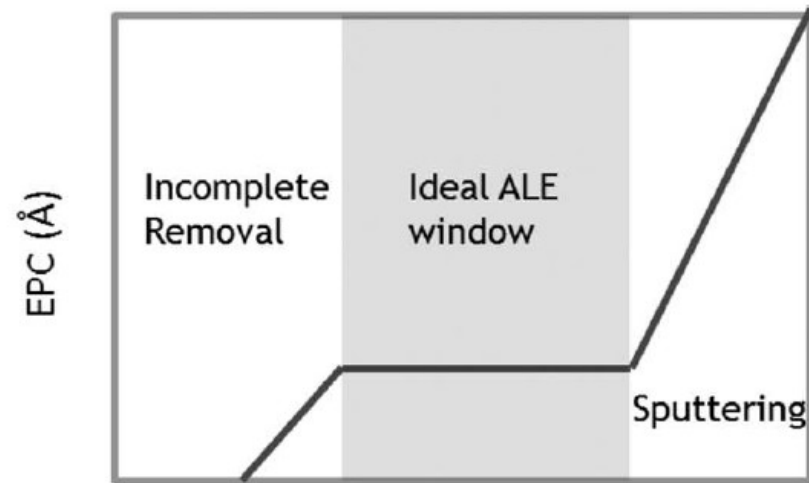 EPC (Å)
Incomplete
Removal
Ideal ALE
window
Sputtering